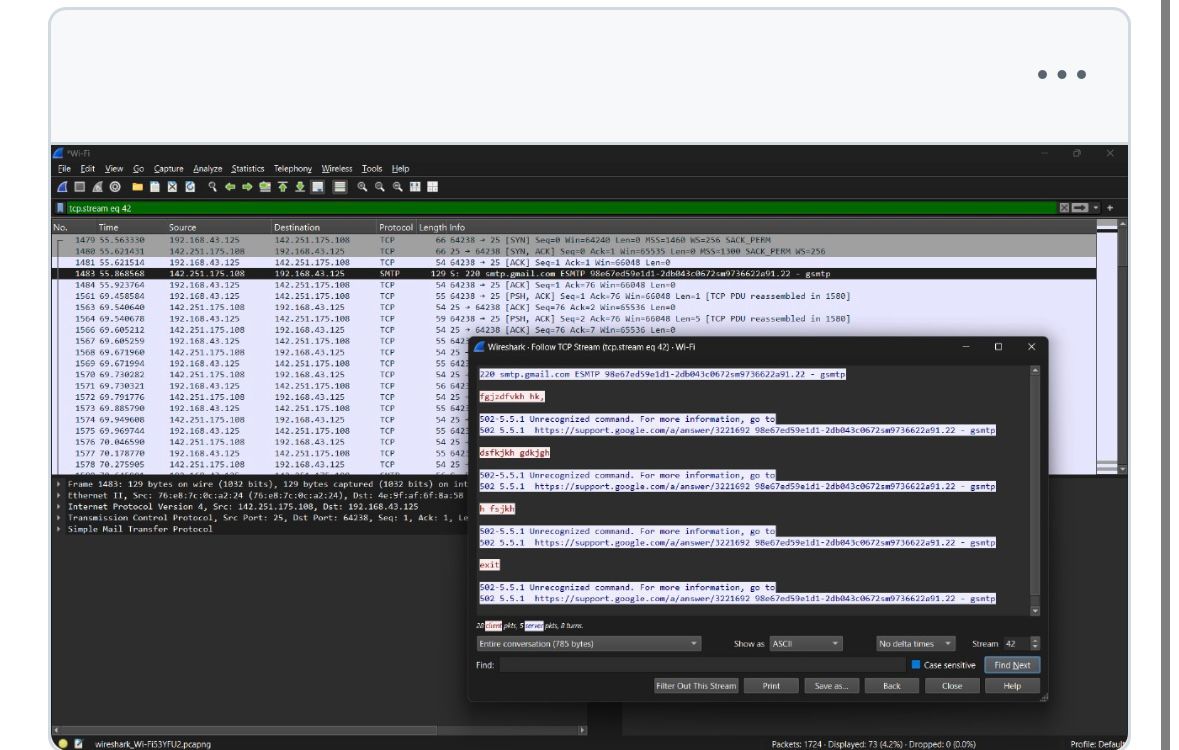 *Wi-Fi
File Edit View Go Capture Analyze Statistics Telephony Wireless Tools Help
tcp.stream eq 42
No. Time Source Destination Protocol Length Info
1479 55.563330 192.168.43.125 142.251.175.108 TCP 66 64238 → 25 [SYN] Seq=0 Win=64240 Len=0 MSS=1460 WS=256 SACK_PERM
1480 55.621431 142.251.175.108 192.168.43.125 TCP 66 25 → 64238 [SYN, ACK] Seq=0 Ack=1 Win=65535 Len=0 MSS=1300 SACK_PERM WS=256
1481 55.621514 192.168.43.125 142.251.175.108 TCP 54 64238 → 25 [ACK] Seq=1 Ack=1 Win=66048 Len=0
1483 55.868568 142.251.175.108 192.168.43.125 SMTP 129 S: 220 smtp.gmail.com ESMTP 98e67ed59e1d1-2db043c0672sm9736622a91.22 - gsmtp
1484 55.923764 192.168.43.125 142.251.175.108 TCP 54 64238 → 25 [ACK] Seq=1 Ack=76 Win=66048 Len=0
1561 69.458584 192.168.43.125 142.251.175.108 TCP 55 64238 → 25 [PSH, ACK] Seq=1 Ack=76 Win=66048 Len=1 [TCP PDU reassembled in 1580]
1563 69.540640 142.251.175.108 192.168.43.125 TCP 54 25 → 64238 [ACK] Seq=76 Ack=2 Win=65536 Len=0
1564 69.540678 192.168.43.125 142.251.175.108 TCP 59 64238 → 25 [PSH, ACK] Seq=2 Ack=76 Win=66048 Len=5 [TCP PDU reassembled in 1580]
1566 69.605212 142.251.175.108 192.168.43.125 TCP 54 25 → 64238 [ACK] Seq=76 Ack=7 Win=65536 Len=0
1567 69.605259 192.168.43.125 142.251.175.108 TCP 55 642
1568 69.671960 142.251.175.108 192.168.43.125 TCP 54 25 →
1569 69.671994 192.168.43.125 142.251.175.108 TCP 55 642
1570 69.730282 142.251.175.108 192.168.43.125 TCP 54 25 →
1571 69.730321 192.168.43.125 142.251.175.108 TCP 56 642
1572 69.791776 142.251.175.108 192.168.43.125 TCP 54 25 →
1573 69.885790 192.168.43.125 142.251.175.108 TCP 55 642
1574 69.949608 142.251.175.108 192.168.43.125 TCP 54 25 →
1575 69.969744 192.168.43.125 142.251.175.108 TCP 55 642
1576 70.046590 142.251.175.108 192.168.43.125 TCP 54 25 →
1577 70.178770 192.168.43.125 142.251.175.108 TCP 55 642
1578 70.275905 142.251.175.108 192.168.43.125 TCP 54 25 →
Frame 1483: 129 bytes on wire (1032 bits), 129 bytes captured (1032 bits) on int
Ethernet II, Src: 76:e8:7c:0c:a2:24 (76:e8:7c:0c:a2:24), Dst: 4e:9f:af:6f:8a:58
Internet Protocol Version 4, Src: 142.251.175.108, Dst: 192.168.43.125
Transmission Control Protocol, Src Port: 25, Dst Port: 64238, Seq: 1, Ack: 1, Le
Simple Mail Transfer Protocol
Wireshark · Follow TCP Stream (tcp.stream eq 42) · Wi-Fi
220 smtp.gmail.com ESMTP 98e67ed59e1d1-2db043c0672sm9736622a91.22 - gsmtp
fgjzdfvkh hk,
502-5.5.1 Unrecognized command. For more information, go to
502 5.5.1 https://support.google.com/a/answer/3221692 98e67ed59e1d1-2db043c0672sm9736622a91.22 - gsmtp
dsfkjkh gdkjgh
502-5.5.1 Unrecognized command. For more information, go to
502 5.5.1 https://support.google.com/a/answer/3221692 98e67ed59e1d1-2db043c0672sm9736622a91.22 - gsmtp
h fsjkh
502-5.5.1 Unrecognized command. For more information, go to
502 5.5.1 https://support.google.com/a/answer/3221692 98e67ed59e1d1-2db043c0672sm9736622a91.22 - gsmtp
exit
502-5.5.1 Unrecognized command. For more information, go to
502 5.5.1 https://support.google.com/a/answer/3221692 98e67ed59e1d1-2db043c0672sm9736622a91.22 - gsmtp
28 client pkts, 5 server pkts, 8 turns.
Entire conversation (785 bytes) Show as ASCII No delta times Stream 42
Find: Case sensitive Find Next
Filter Out This Stream Print Save as... Back Close Help
wireshark_Wi-Fi53YFU2.pcapng Packets: 1724 · Displayed: 73 (4.2%) · Dropped: 0 (0.0%) Profile: Default